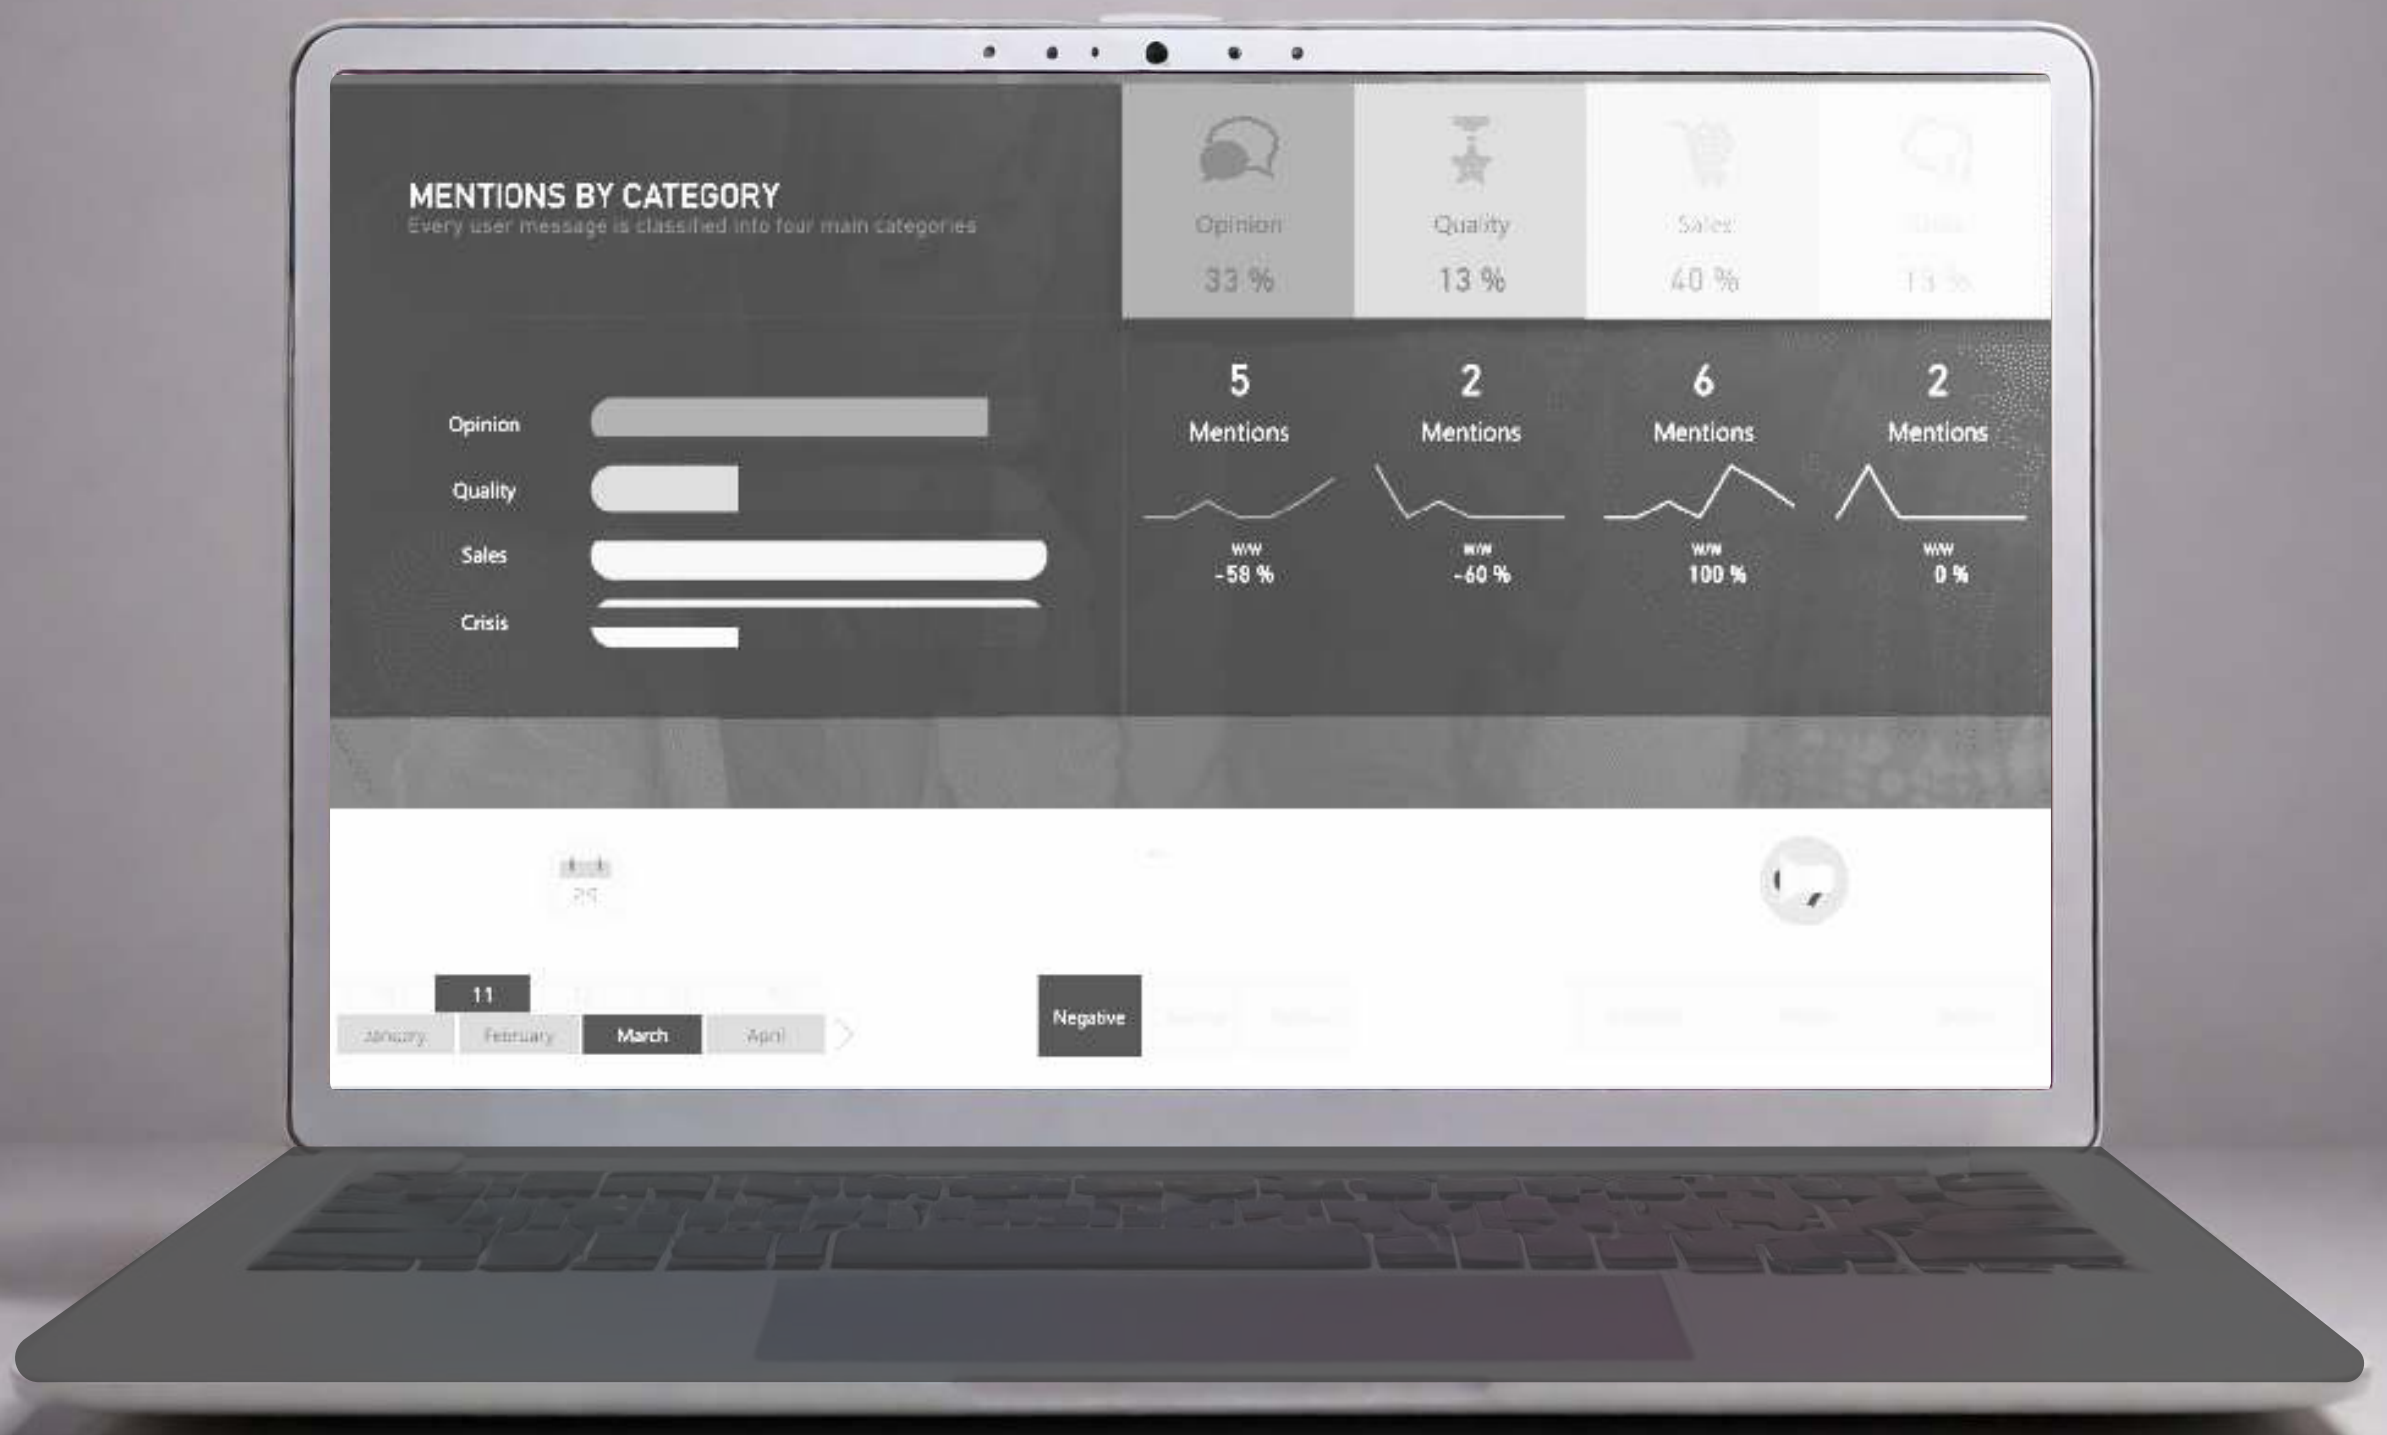 MENTIONS BY CATEGORY
Every user message is classified into four main categories
Opinion
33 %
Quality
13 %
Sales
40 %
13 %
Opinion
Quality
Sales
Crisis
5
Mentions
W/W
-58 %
2
Mentions
W/W
-60 %
6
Mentions
W/W
100 %
2
Mentions
W/W
0 %
25
11
January
February
March
April
Negative